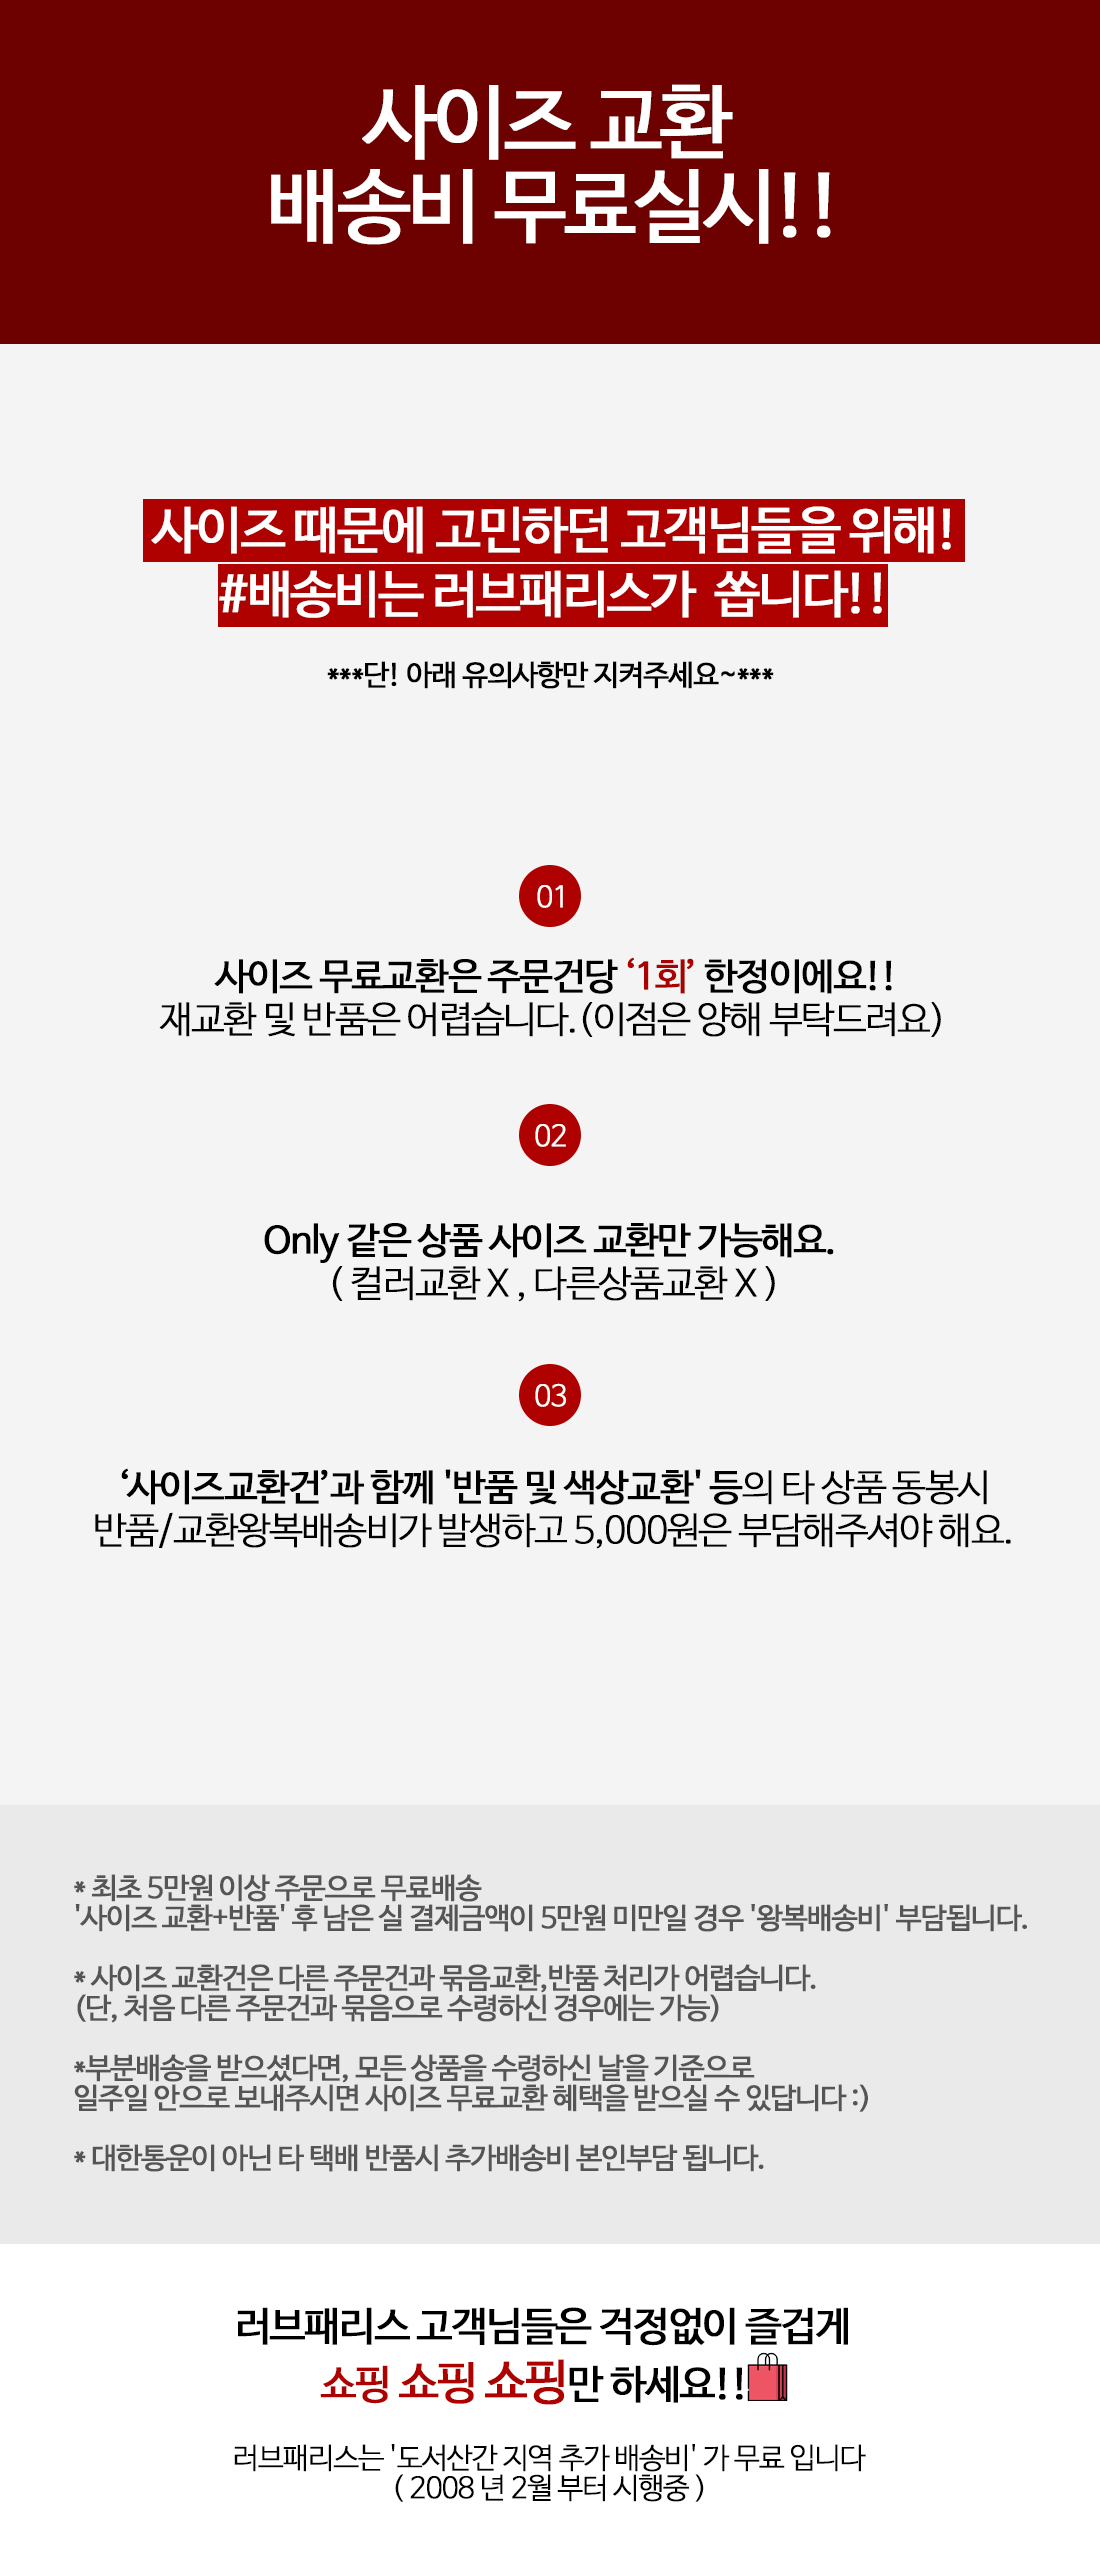 사이즈 교환
배송비 무료실시!!
사이즈 때문에 고민하던 고객님들을 위해!
#배송비는 러브패리스가 쏩니다!!
***단! 아래 유의사항만 지켜주세요~***
01
사이즈 무료교환은 주문건당 ‘1회’ 한정이에요!!
재교환 및 반품은 어렵습니다. (이점은 양해 부탁드려요)
02
Only 같은 상품 사이즈 교환만 가능해요.
( 컬러교환 X , 다른상품교환 X )
03
‘사이즈교환건’과 함께 '반품 및 색상교환' 등의 타 상품 동봉시
반품/교환왕복배송비가 발생하고 5,000원은 부담해주셔야 해요.
* 최초 5만원 이상 주문으로 무료배송
'사이즈 교환+반품' 후 남은 실 결제금액이 5만원 미만일 경우 '왕복배송비' 부담됩니다.
* 사이즈 교환건은 다른 주문건과 묶음교환,반품 처리가 어렵습니다.
(단, 처음 다른 주문건과 묶음으로 수령하신 경우에는 가능)
*부분배송을 받으셨다면, 모든 상품을 수령하신 날을 기준으로
일주일 안으로 보내주시면 사이즈 무료교환 혜택을 받으실 수 있답니다 :)
* 대한통운이 아닌 타 택배 반품시 추가배송비 본인부담 됩니다.
러브패리스 고객님들은 걱정없이 즐겁게
쇼핑 쇼핑 쇼핑만 하세요!!
러브패리스는 '도서산간 지역 추가 배송비' 가 무료 입니다
( 2008 년 2월 부터 시행중 )